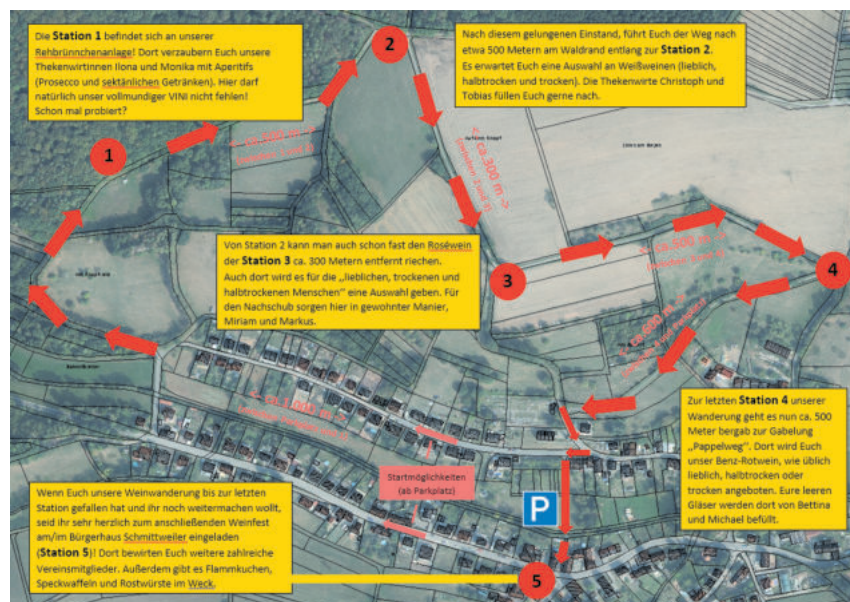 Die Station 1 befindet sich an unserer
Rehbrünnchenanlage! Dort verzaubern Euch unsere
Thekenwirtinnen Ilona und Monika mit Aperitifs
(Prosecco und sektänlichen Getränken). Hier darf
natürlich unser vollmundiger VINI nicht fehlen!
Schon mal probiert?
2
Nach diesem gelungenen Einstand, führt Euch der Weg nach
etwa 500 Metern am Waldrand entlang zur Station 2.
Es erwartet Euch eine Auswahl an Weißweinen (lieblich,
halbtrocken und trocken). Die Thekenwirte Christoph und
Tobias füllen Euch gerne nach.
1
<- ca. 500 m ->
<- ca. 300 m ->
Von Station 2 kann man auch schon fast den Roséwein
der Station 3 ca. 300 Metern entfernt riechen.
Auch dort wird es für die „lieblichen, trockenen und
halbtrockenen Menschen" eine Auswahl geben. Für
den Nachschub sorgen hier in gewohnter Manier,
Miriam und Markus.
3
<- ca. 500 m ->
4
<- ca. 600 m ->
<- ca. 1.000 m ->
Zur letzten Station 4 unserer
Wanderung geht es nun ca. 500
Meter bergab zur Gabelung
„Pappelweg". Dort wird Euch
unser Benz-Rotwein, wie üblich
lieblich, halbtrocken oder
trocken angeboten. Eure leeren
Gläser werden dort von Bettina
und Michael befüllt.
Startmöglichkeiten
(ab Parkplatz)
P
Wenn Euch unsere Weinwanderung bis zur letzten
Station gefallen hat und ihr noch weitermachen wollt,
seid ihr sehr herzlich zum anschließenden Weinfest
am/im Bürgerhaus Schmittweiler eingeladen
(Station 5)! Dort bewirten Euch weitere zahlreiche
Vereinsmitglieder. Außerdem gibt es Flammkuchen,
Speckwaffeln und Rostwürste im Weck.
5